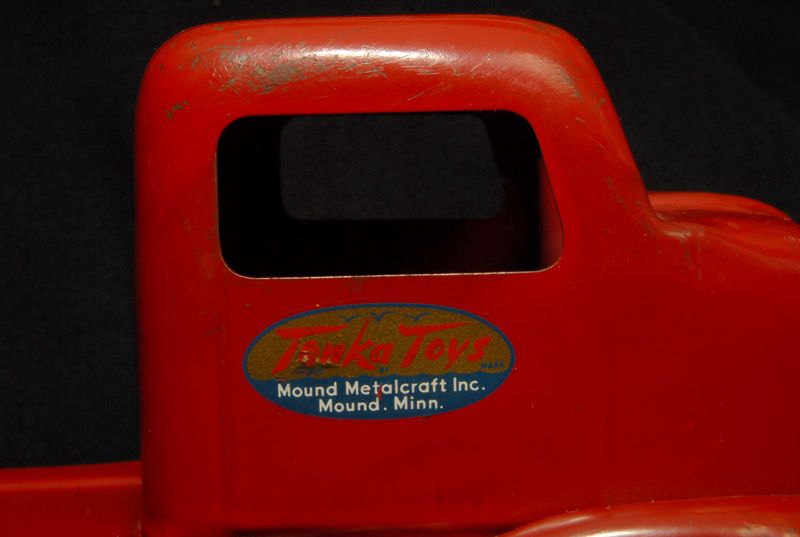 Tonka Toys
Mound Metalcraft Inc.
Mound. Minn.